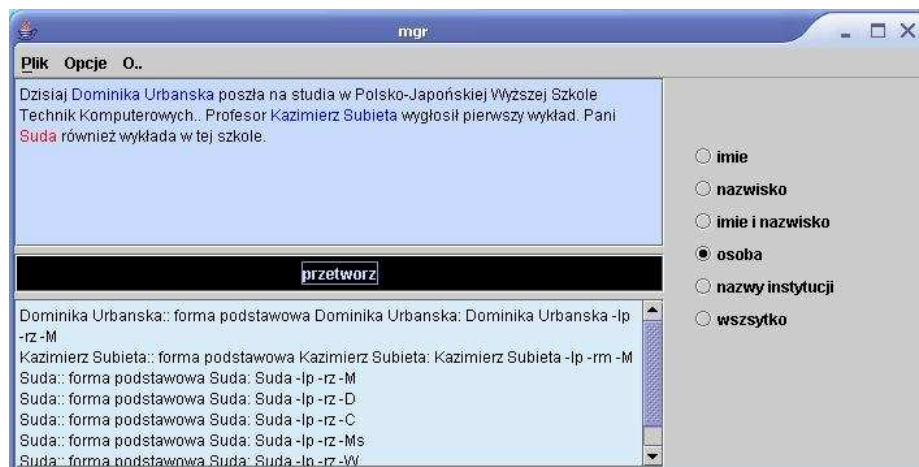 mgr
Plik Opcje O..
Dzisiaj Dominika Urbanska poszła na studia w Polsko-Japońskiej Wyższej Szkole
Technik Komputerowych.. Profesor Kazimierz Subieta wygłosił pierwszy wykład. Pani
Suda również wykłada w tej szkole.
przetworz
Dominika Urbanska:: forma podstawowa Dominika Urbanska: Dominika Urbanska -lp
-rz -M
Kazimierz Subieta:: forma podstawowa Kazimierz Subieta: Kazimierz Subieta -lp -rm -M
Suda:: forma podstawowa Suda: Suda -lp -rz -M
Suda:: forma podstawowa Suda: Suda -lp -rz -D
Suda:: forma podstawowa Suda: Suda -lp -rz -C
Suda:: forma podstawowa Suda: Suda -lp -rz -Ms
Suda:: forma podstawowa Suda: Suda -lp -rz -W
imie
nazwisko
imie i nazwisko
osoba
nazwy instytucji
wszsytko